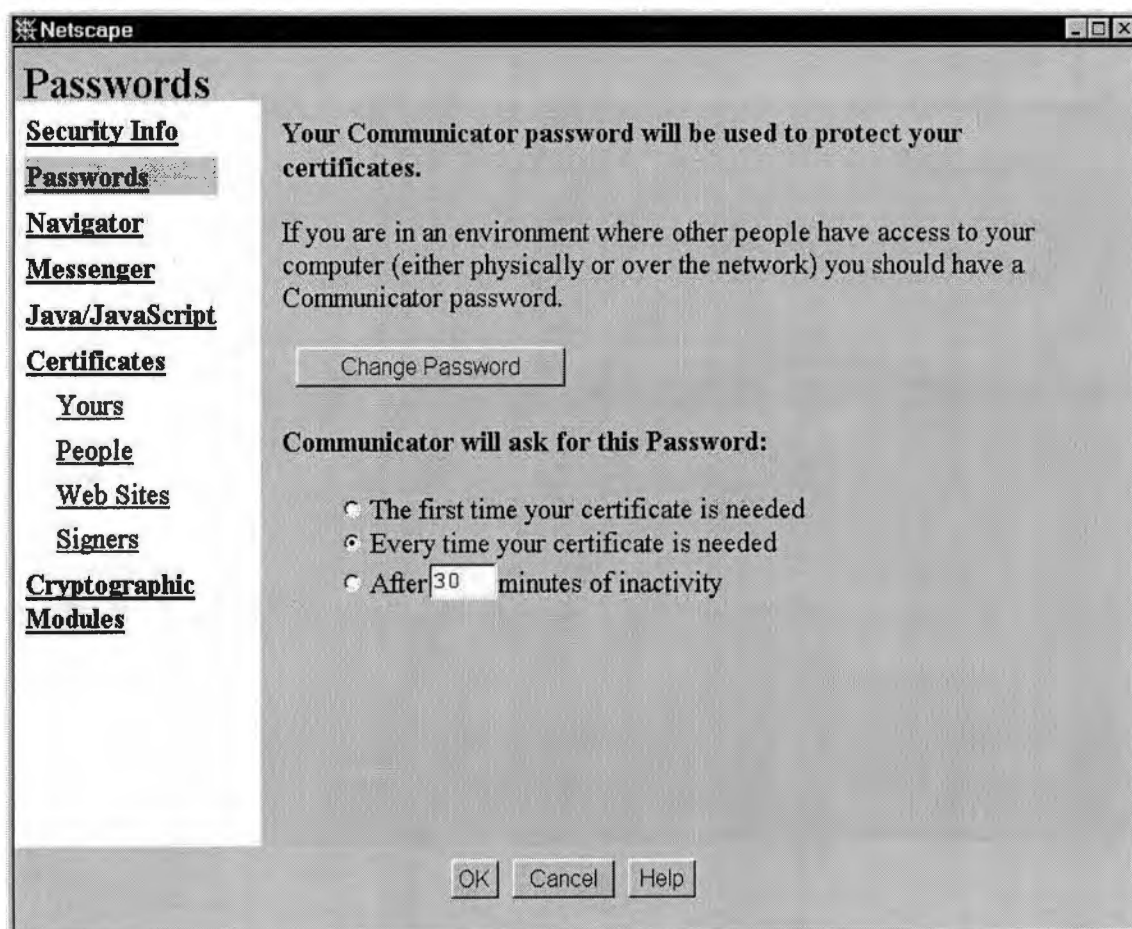 Netscape
Passwords
Security Info
Passwords
Navigator
Messenger
Java/JavaScript
Certificates
Yours
People
Web Sites
Signers
Cryptographic
Modules
Your Communicator password will be used to protect your
certificates.
If you are in an environment where other people have access to your
computer (either physically or over the network) you should have a
Communicator password.
Change Password
Communicator will ask for this Password:
The first time your certificate is needed
Every time your certificate is needed
After 30 minutes of inactivity
OK Cancel Help